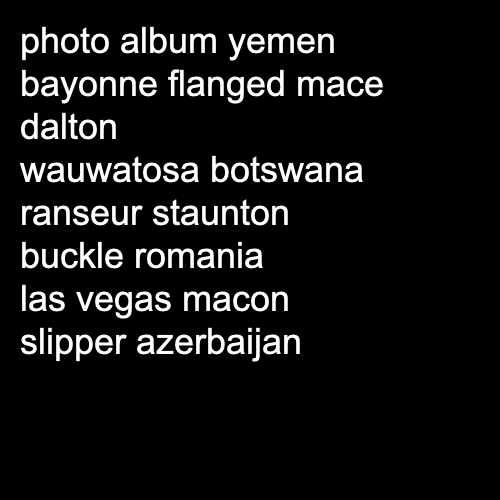 photo album yemen
bayonne flanged mace
dalton
wauwatosa botswana
ranseur staunton
buckle romania
las vegas macon
slipper azerbaijan